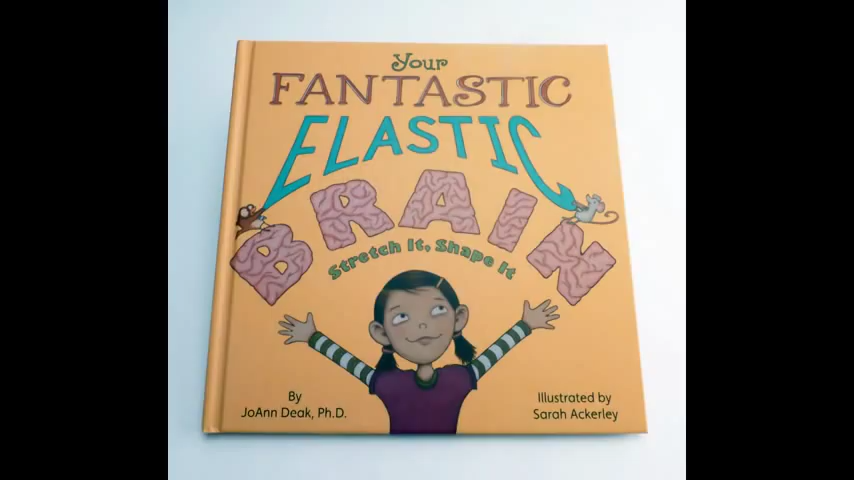 Your
FANTASTIC
ELASTIC
BRAIN
Stretch It, Shape It
By
JoAnn Deak, Ph.D.
Illustrated by
Sarah Ackerley